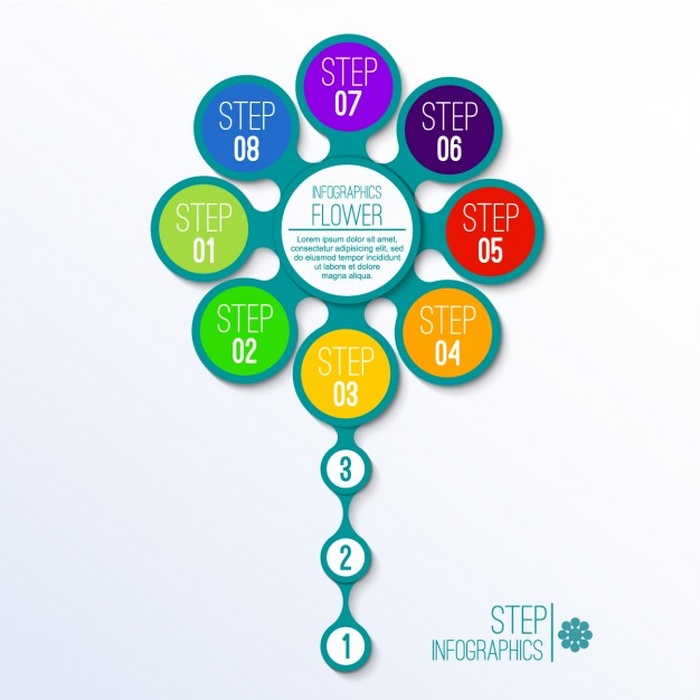 STEP
07
STEP
08
STEP
06
INFOGRAPHICS
FLOWER
Lorem ipsum dolor sit amet,
consectetur adipisicing elit, sed
do eiusmod tempor incididunt
ut labore et dolore
magna aliqua.
STEP
01
STEP
05
STEP
02
STEP
04
STEP
03
3
2
1
STEP
INFOGRAPHICS